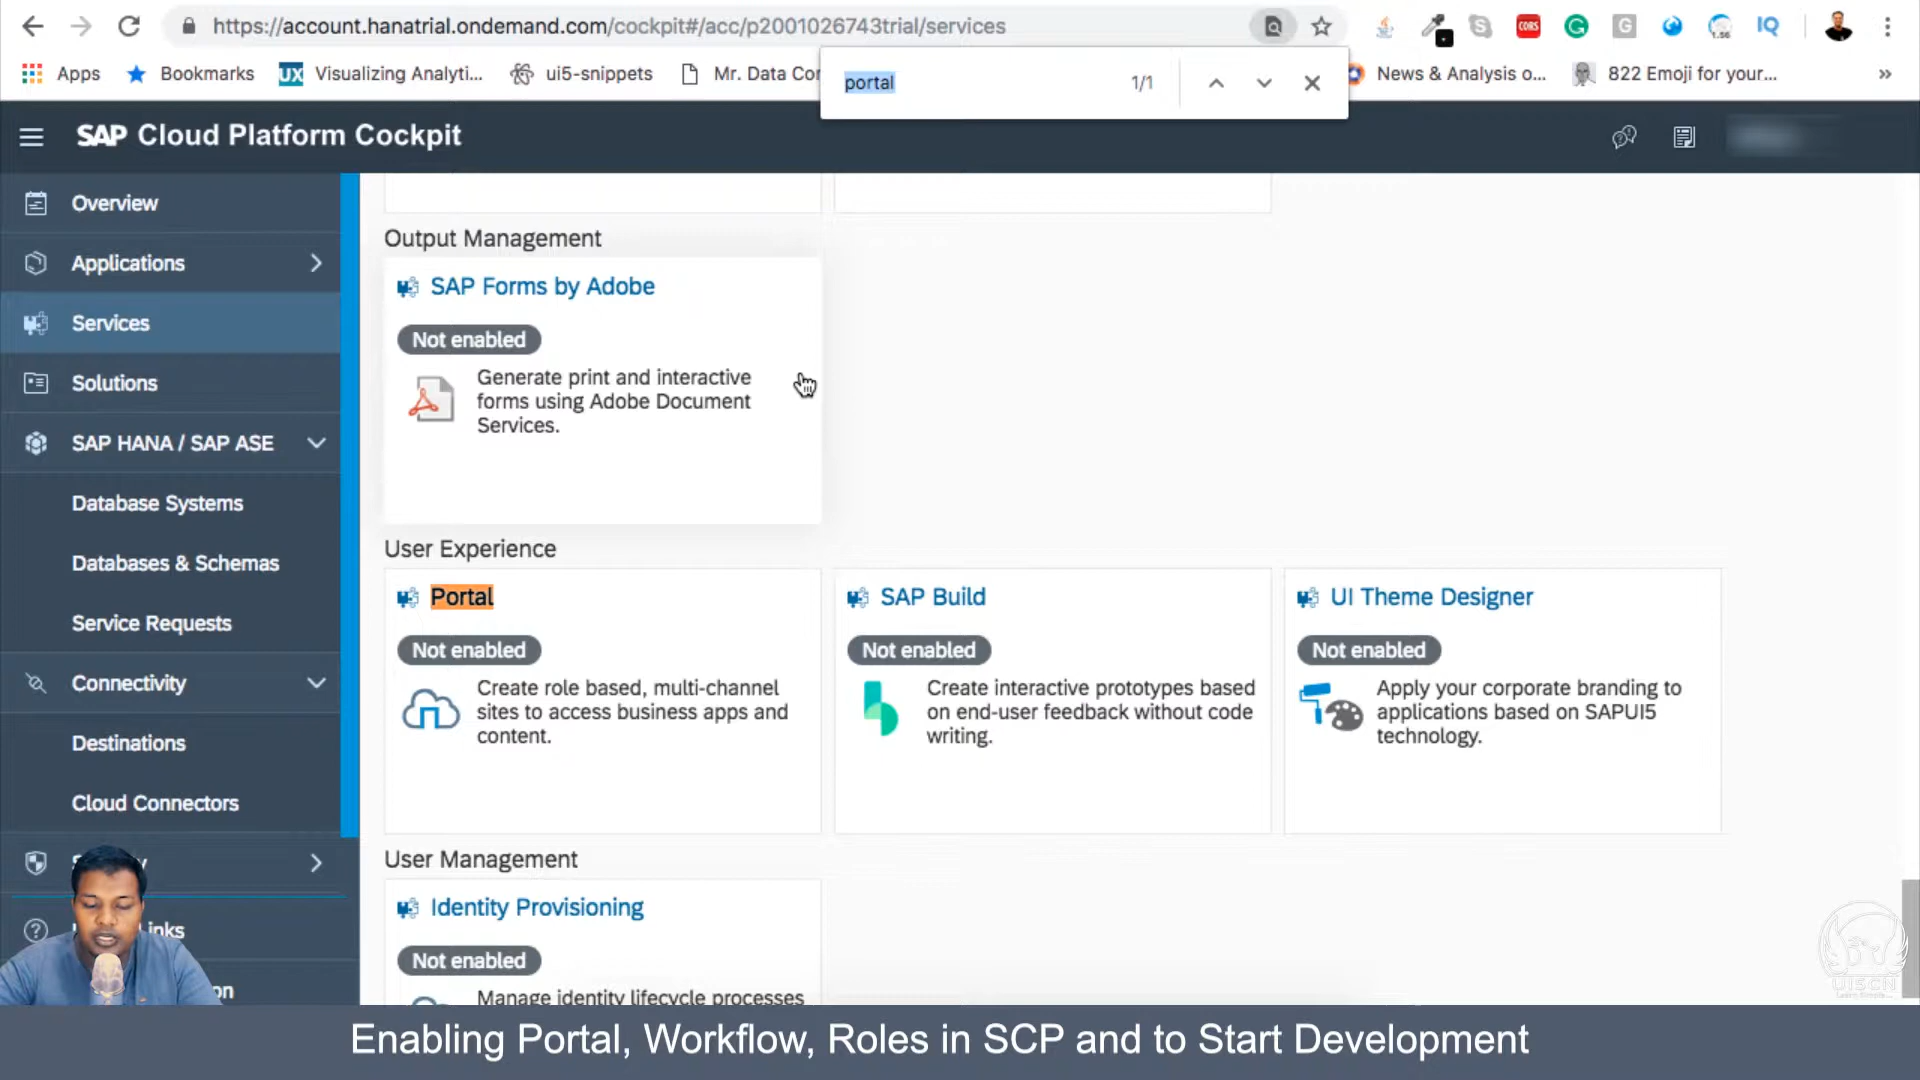 https://account.hanatrial.ondemand.com/cockpit#/acc/p2001026743trial/services
Apps
Bookmarks
UX Visualizing Analyti...
ui5-snippets
Mr. Data Cor
portal
1/1
News & Analysis o...
822 Emoji for your...
CORS
IQ
SAP Cloud Platform Cockpit
Overview
Applications
Services
Solutions
SAP HANA / SAP ASE
Database Systems
Databases & Schemas
Service Requests
Connectivity
Destinations
Cloud Connectors
Output Management
SAP Forms by Adobe
Not enabled
Generate print and interactive
forms using Adobe Document
Services.
User Experience
Portal
Not enabled
Create role based, multi-channel
sites to access business apps and
content.
SAP Build
Not enabled
Create interactive prototypes based
on end-user feedback without code
writing.
UI Theme Designer
Not enabled
Apply your corporate branding to
applications based on SAPUI5
technology.
User Management
Identity Provisioning
Not enabled
Manage identity lifecycle processes
UISCN
Enabling Portal, Workflow, Roles in SCP and to Start Development